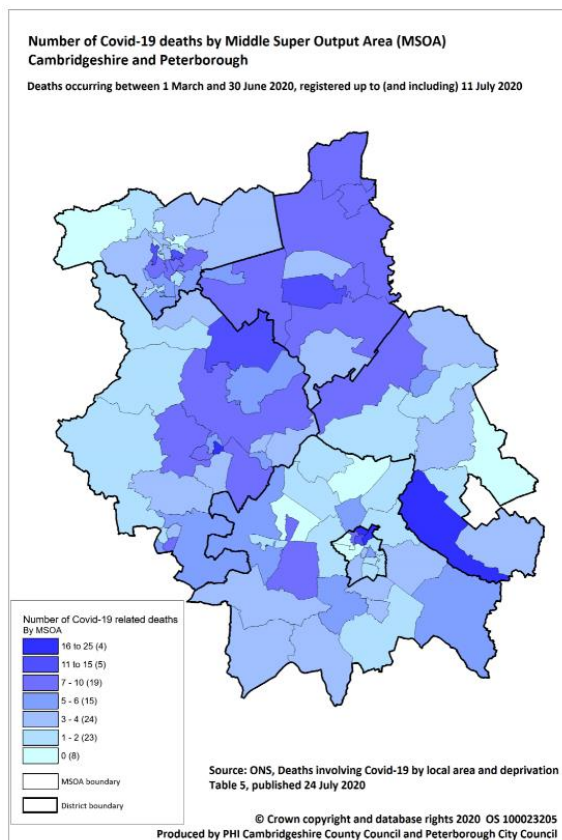 Number of Covid-19 deaths by Middle Super Output Area (MSOA)
Cambridgeshire and Peterborough
Deaths occurring between 1 March and 30 June 2020, registered up to (and including) 11 July 2020
Number of Covid-19 related deaths
By MSOA
16 to 25 (4)
11 to 15 (5)
7 - 10 (19)
5 - 6 (15)
3 - 4 (24)
1 - 2 (23)
0 (8)
MSOA boundary
District boundary
Source: ONS, Deaths involving Covid-19 by local area and deprivation
Table 5, published 24 July 2020
© Crown copyright and database rights 2020 OS 100023205
Produced by PHI Cambridgeshire County Council and Peterborough City Council